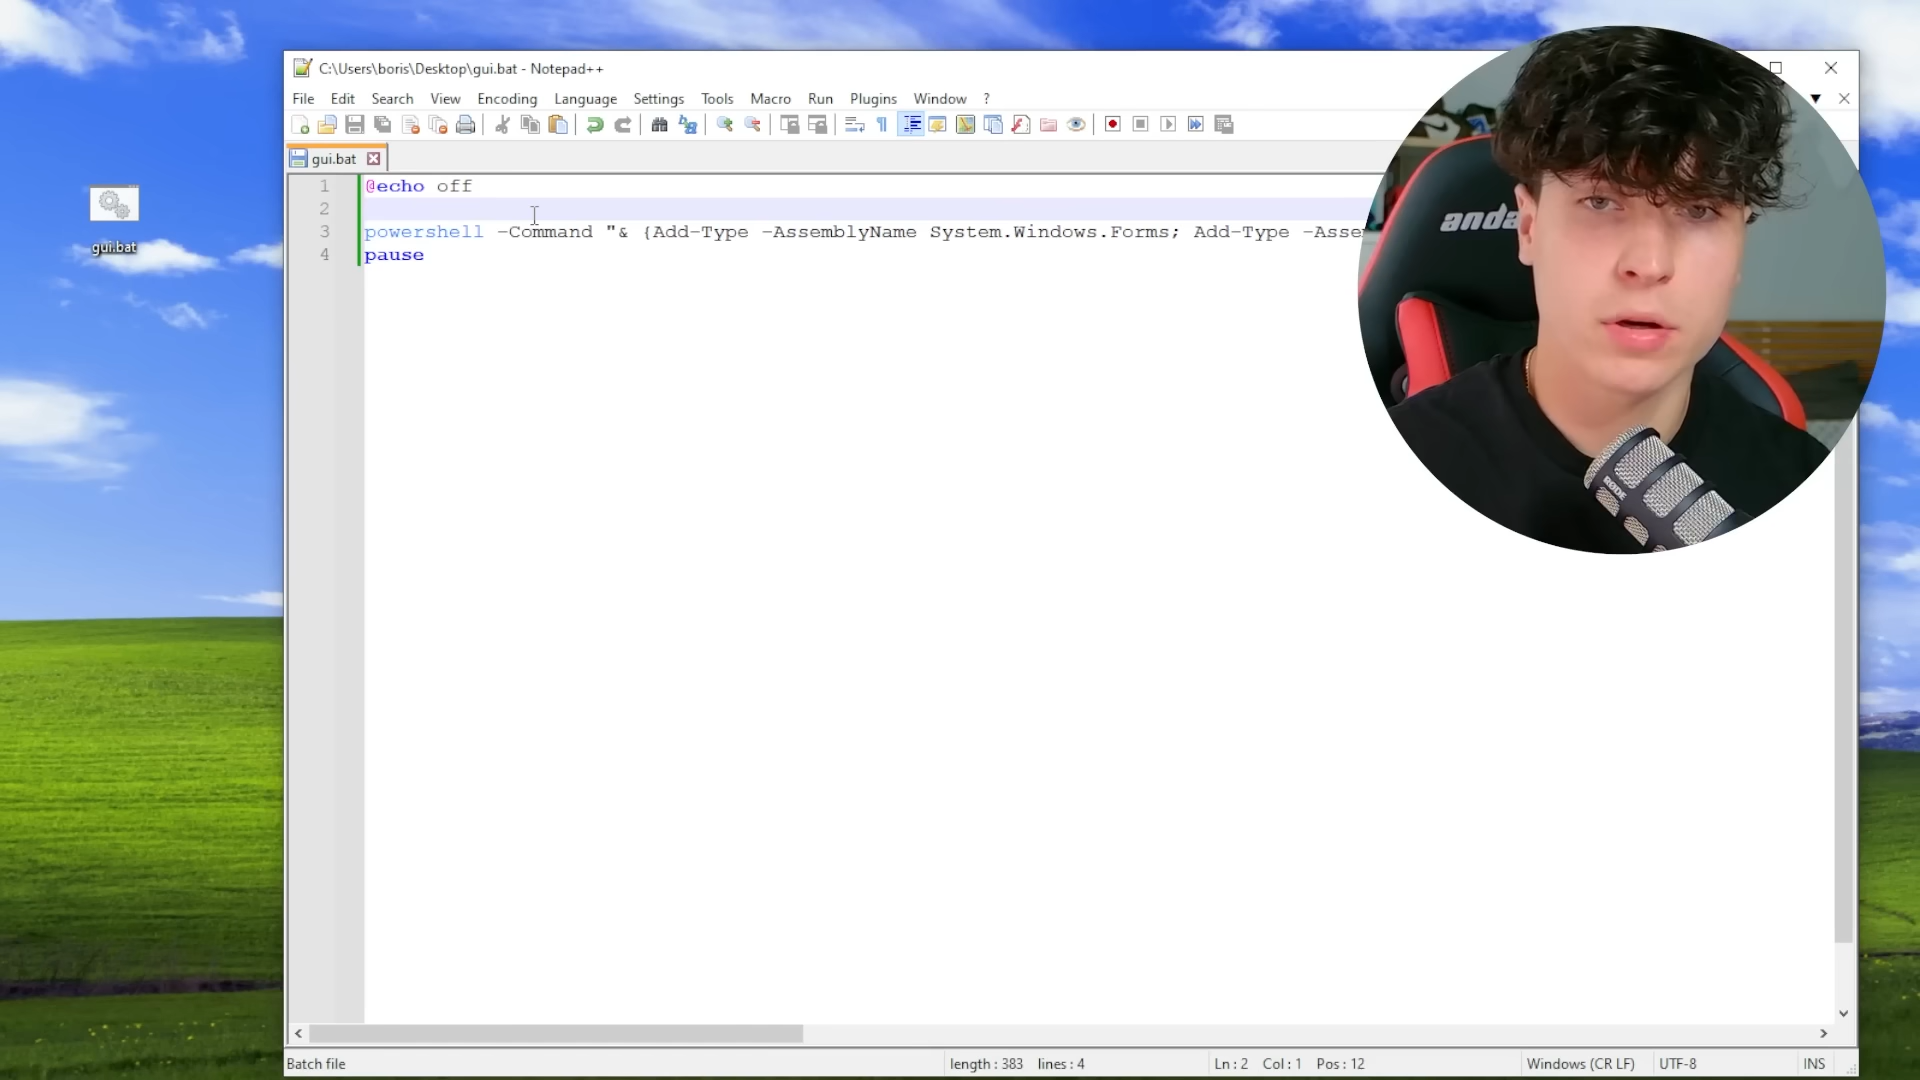 C:\Users\boris\Desktop\gui.bat - Notepad++
File Edit Search View Encoding Language Settings Tools Macro Run Plugins Window ?
gui.bat
1 @echo off
2
3 powershell -Command "& {Add-Type -AssemblyName System.Windows.Forms; Add-Type -Asse
4 pause
gui.bat
anda
RØDE
Batch file length : 383 lines : 4 Ln : 2 Col : 1 Pos : 12 Windows (CR LF) UTF-8 INS